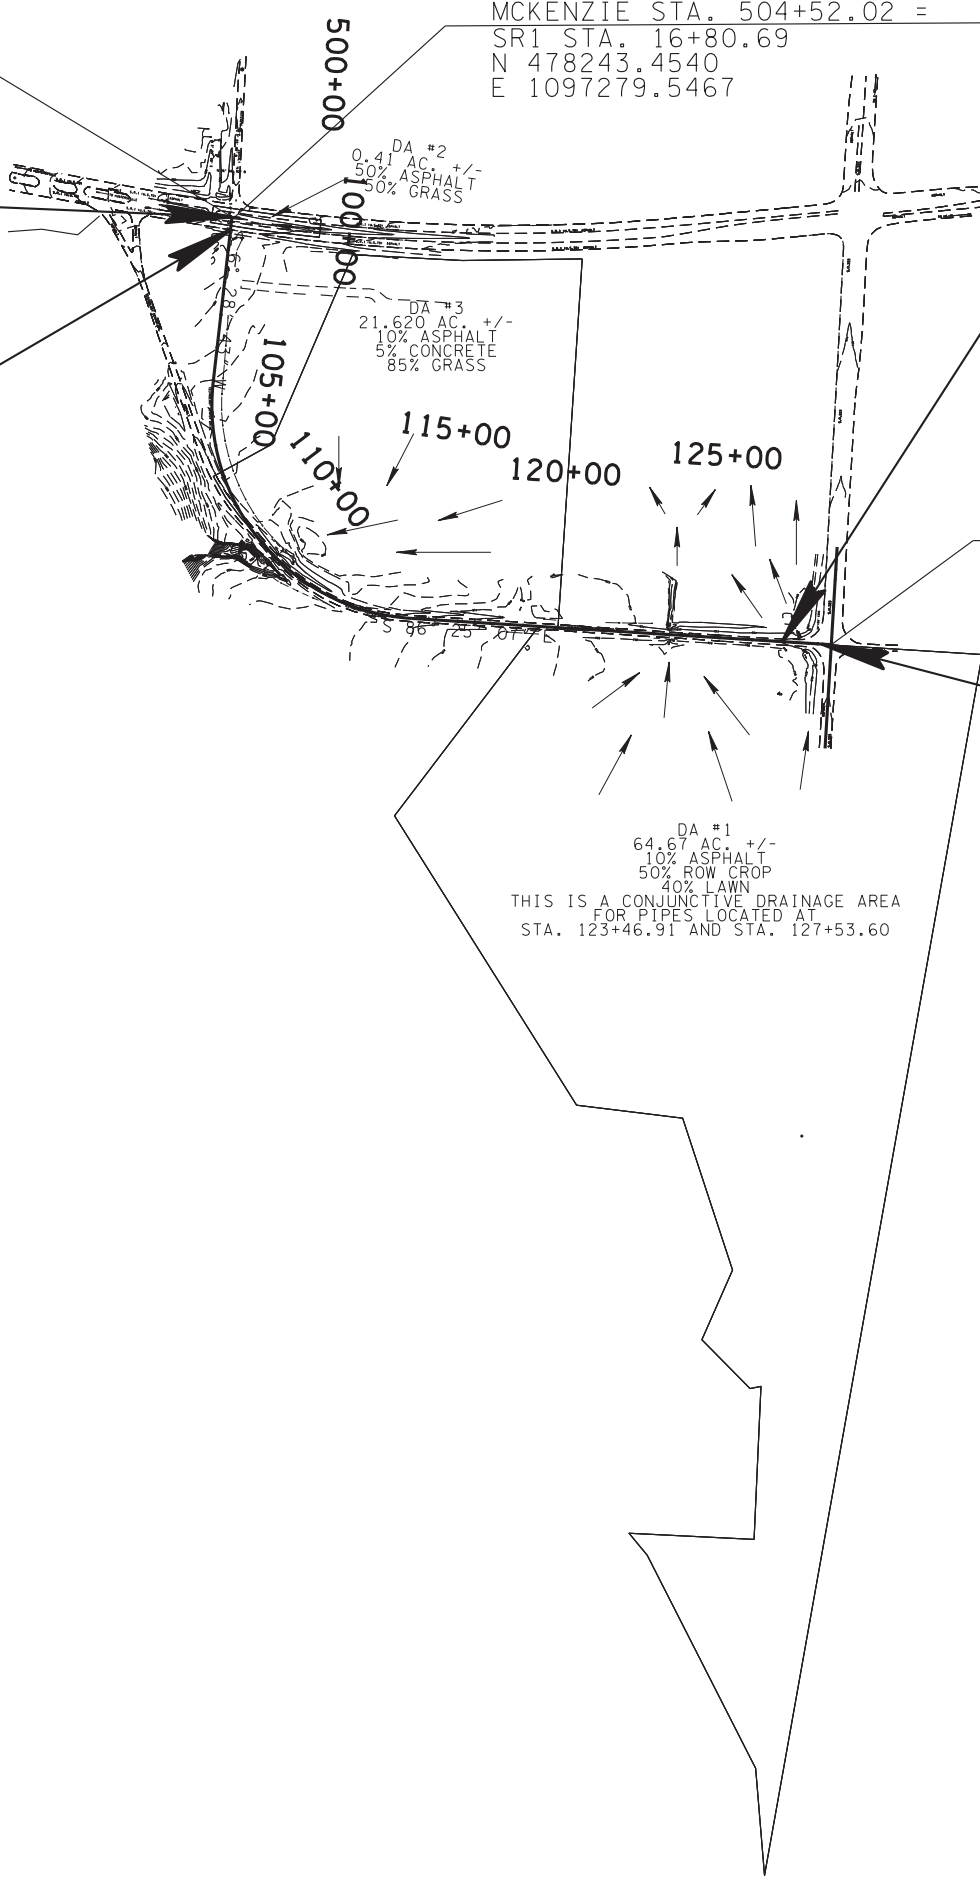 MCKENZIE STA. 504+52.02 =
SR1 STA. 16+80.69
N 478243.4540
E 1097279.5467
500+00
DA #2
0.41 AC. +/-
50% ASPHALT
50% GRASS
100+00
DA #3
21.620 AC. +/-
10% ASPHALT
5% CONCRETE
85% GRASS
105+00
110+00
115+00
120+00
125+00
DA #1
64.67 AC. +/-
10% ASPHALT
50% ROW CROP
40% LAWN
THIS IS A CONJUNCTIVE DRAINAGE AREA
FOR PIPES LOCATED AT
STA. 123+46.91 AND STA. 127+53.60